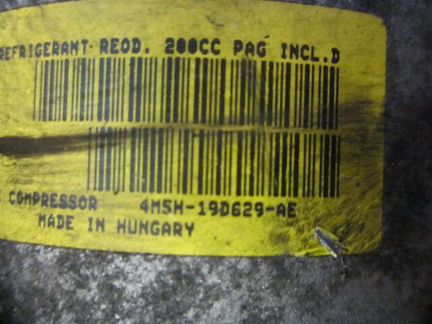 REFRIGERANT REQD. 200CC PAG INCL.D
COMPRESSOR 4M5H-19D629-AE
MADE IN HUNGARY